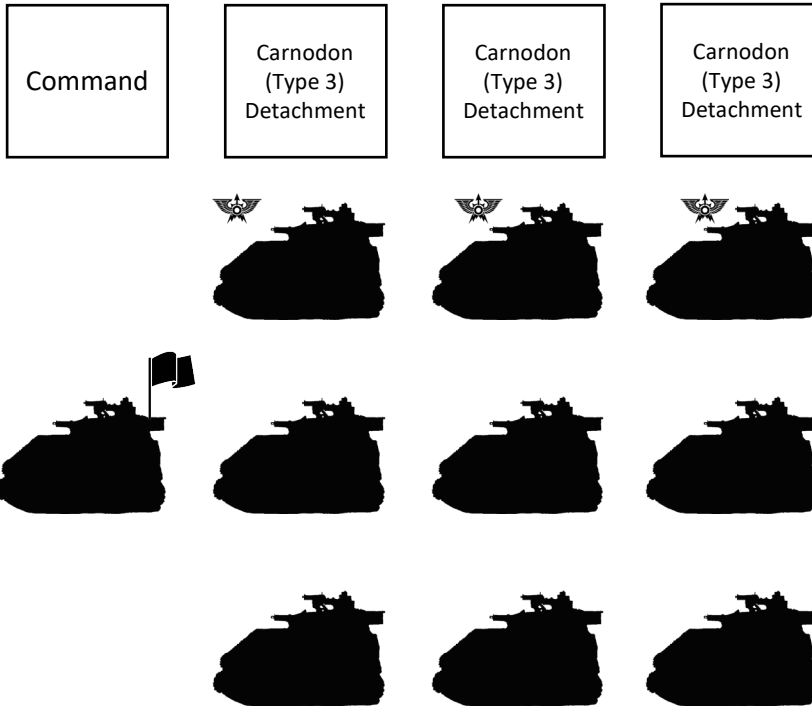 Command
Carnodon
(Type 3)
Detachment
Carnodon
(Type 3)
Detachment
Carnodon
(Type 3)
Detachment